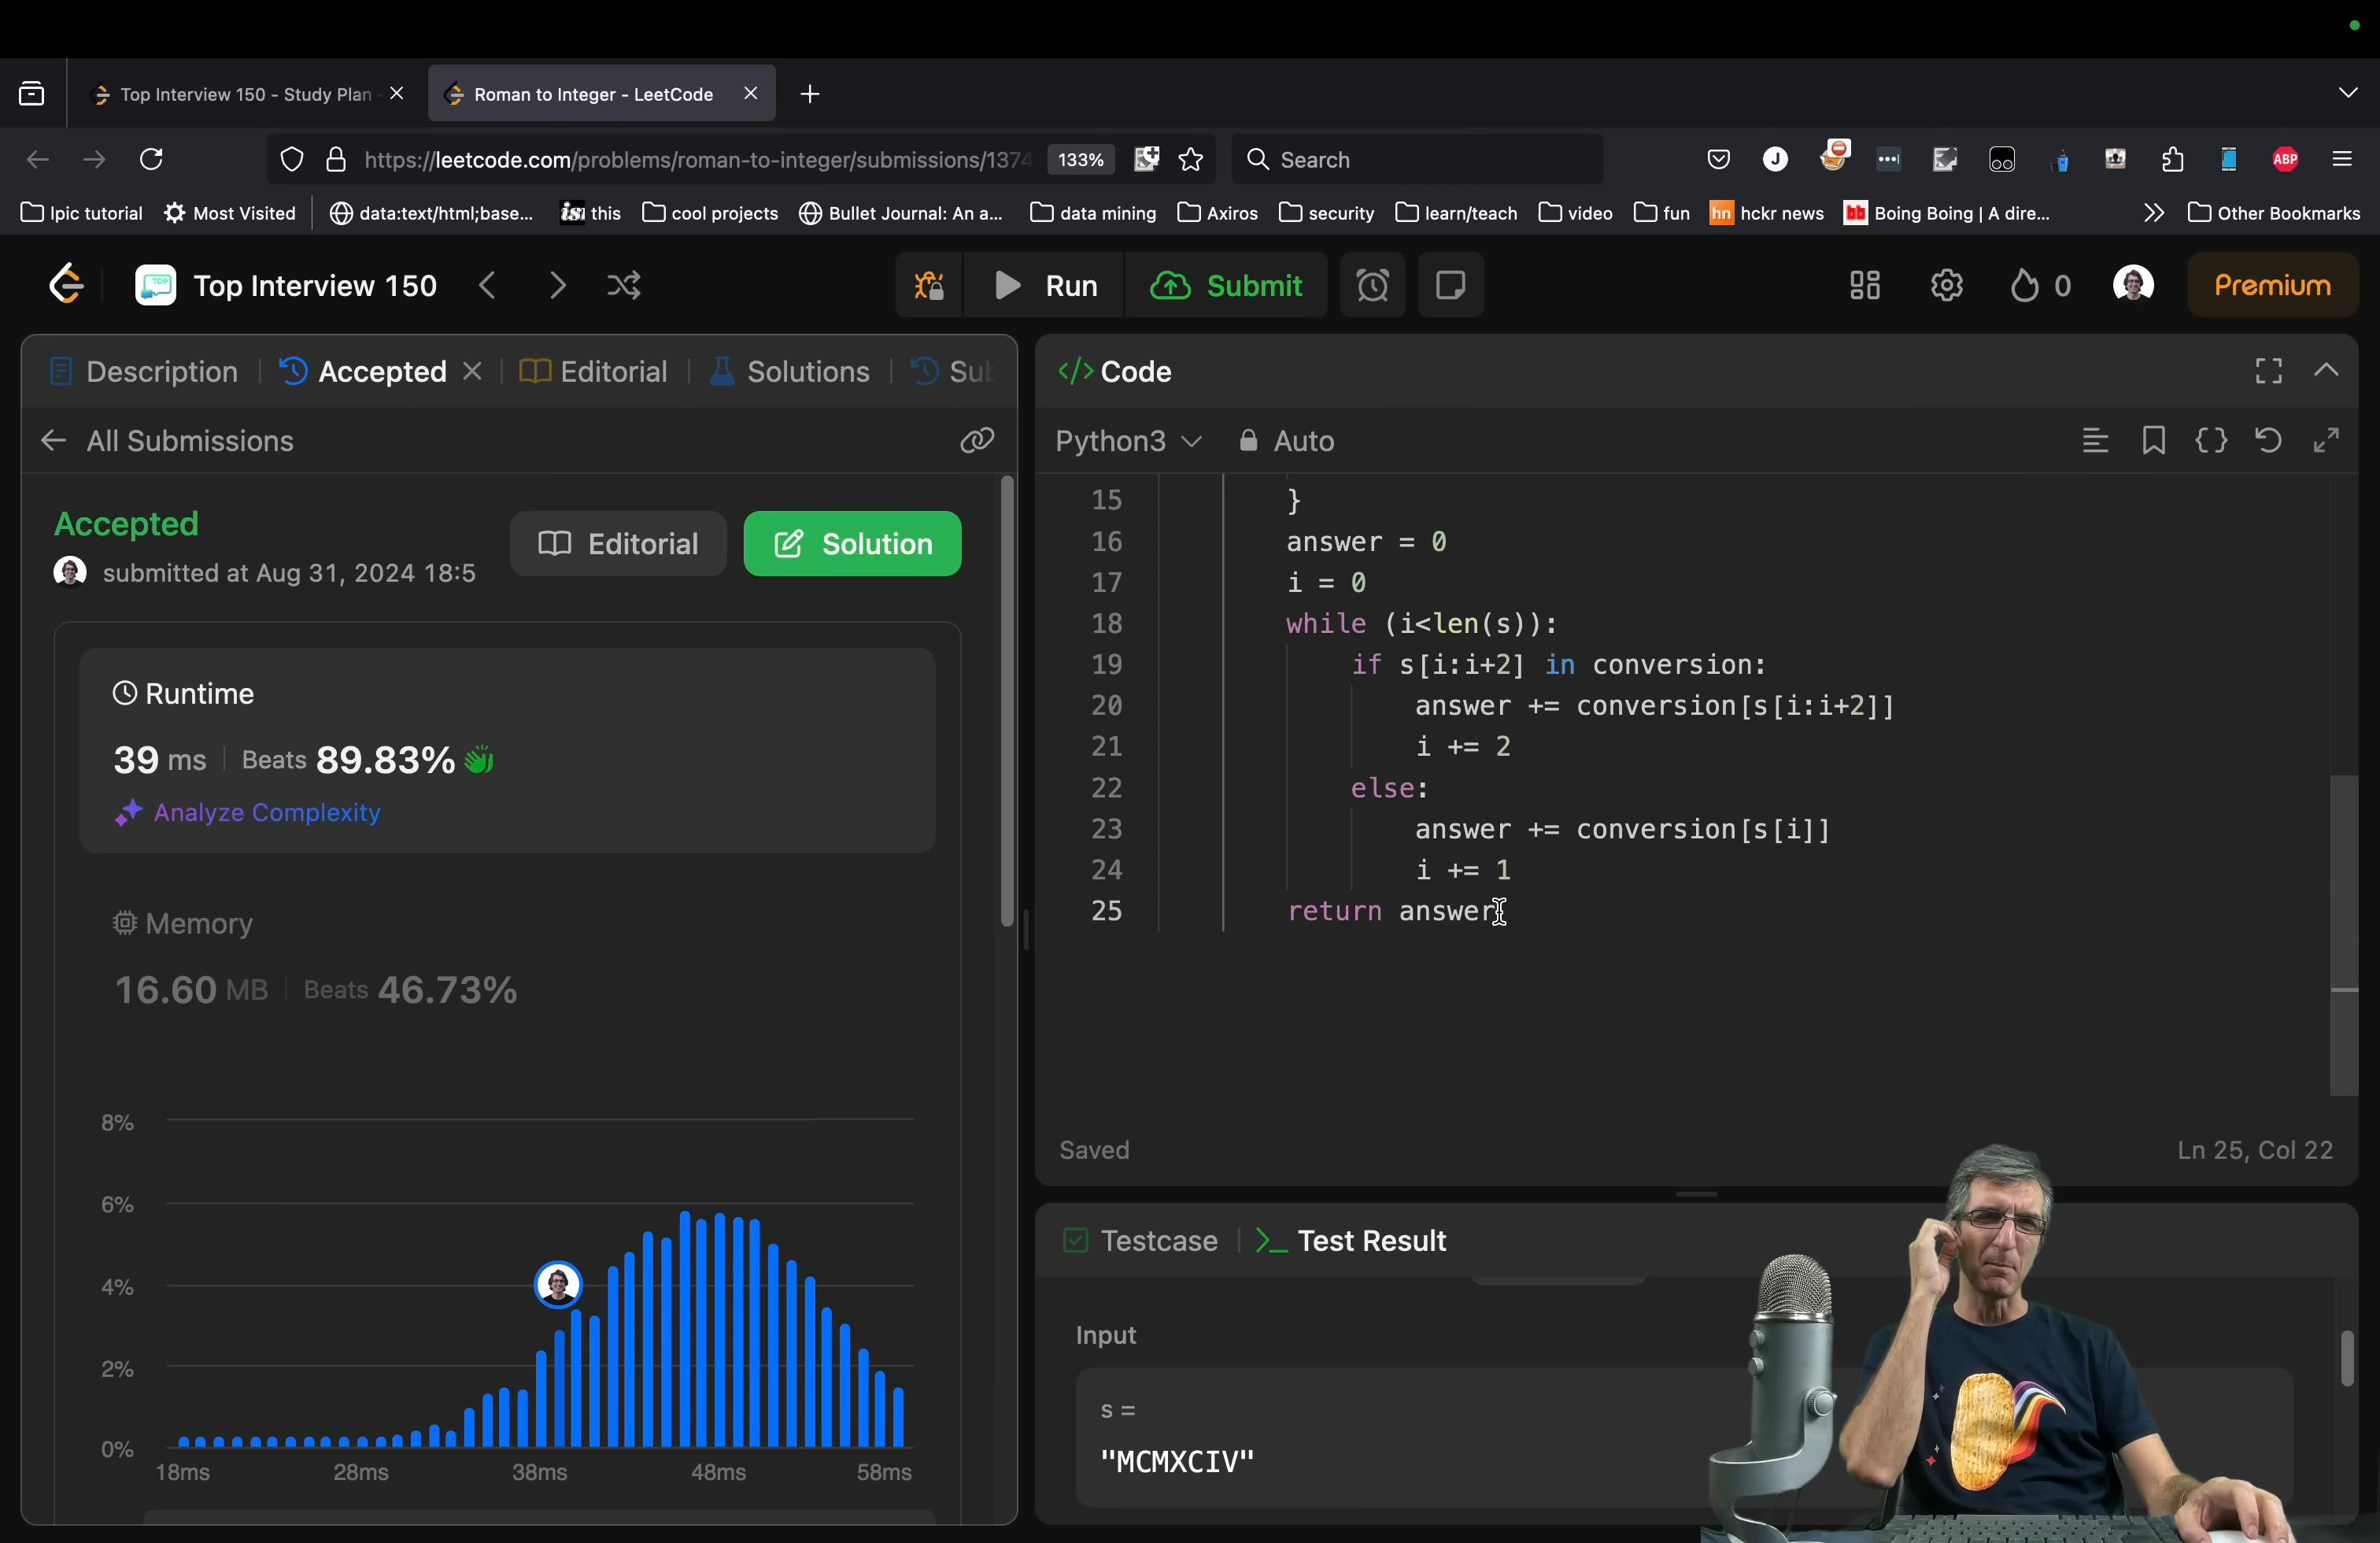 Top Interview 150 - Study Plan
Roman to Integer - LeetCode
https://leetcode.com/problems/roman-to-integer/submissions/1374
133%
Search
J
ABP
lpic tutorial
Most Visited
data:text/html;base...
this
cool projects
Bullet Journal: An a...
data mining
Axiros
security
learn/teach
video
fun
hn hckr news
bb Boing Boing | A dire...
Other Bookmarks
TOP
Top Interview 150
Run
Submit
0
Premium
Description
Accepted
Editorial
Solutions
Sub
Code
All Submissions
Python3
Auto
Accepted
submitted at Aug 31, 2024 18:5
Editorial
Solution
Runtime
39 ms
Beats 89.83%
Analyze Complexity
Memory
16.60 MB
Beats 46.73%
8%
6%
4%
2%
0%
18ms
28ms
38ms
48ms
58ms
15 }
16 answer = 0
17 i = 0
18 while (i<len(s)):
19 if s[i:i+2] in conversion:
20 answer += conversion[s[i:i+2]]
21 i += 2
22 else:
23 answer += conversion[s[i]]
24 i += 1
25 return answer
Saved
Ln 25, Col 22
Testcase
Test Result
Input
s =
"MCMXCIV"